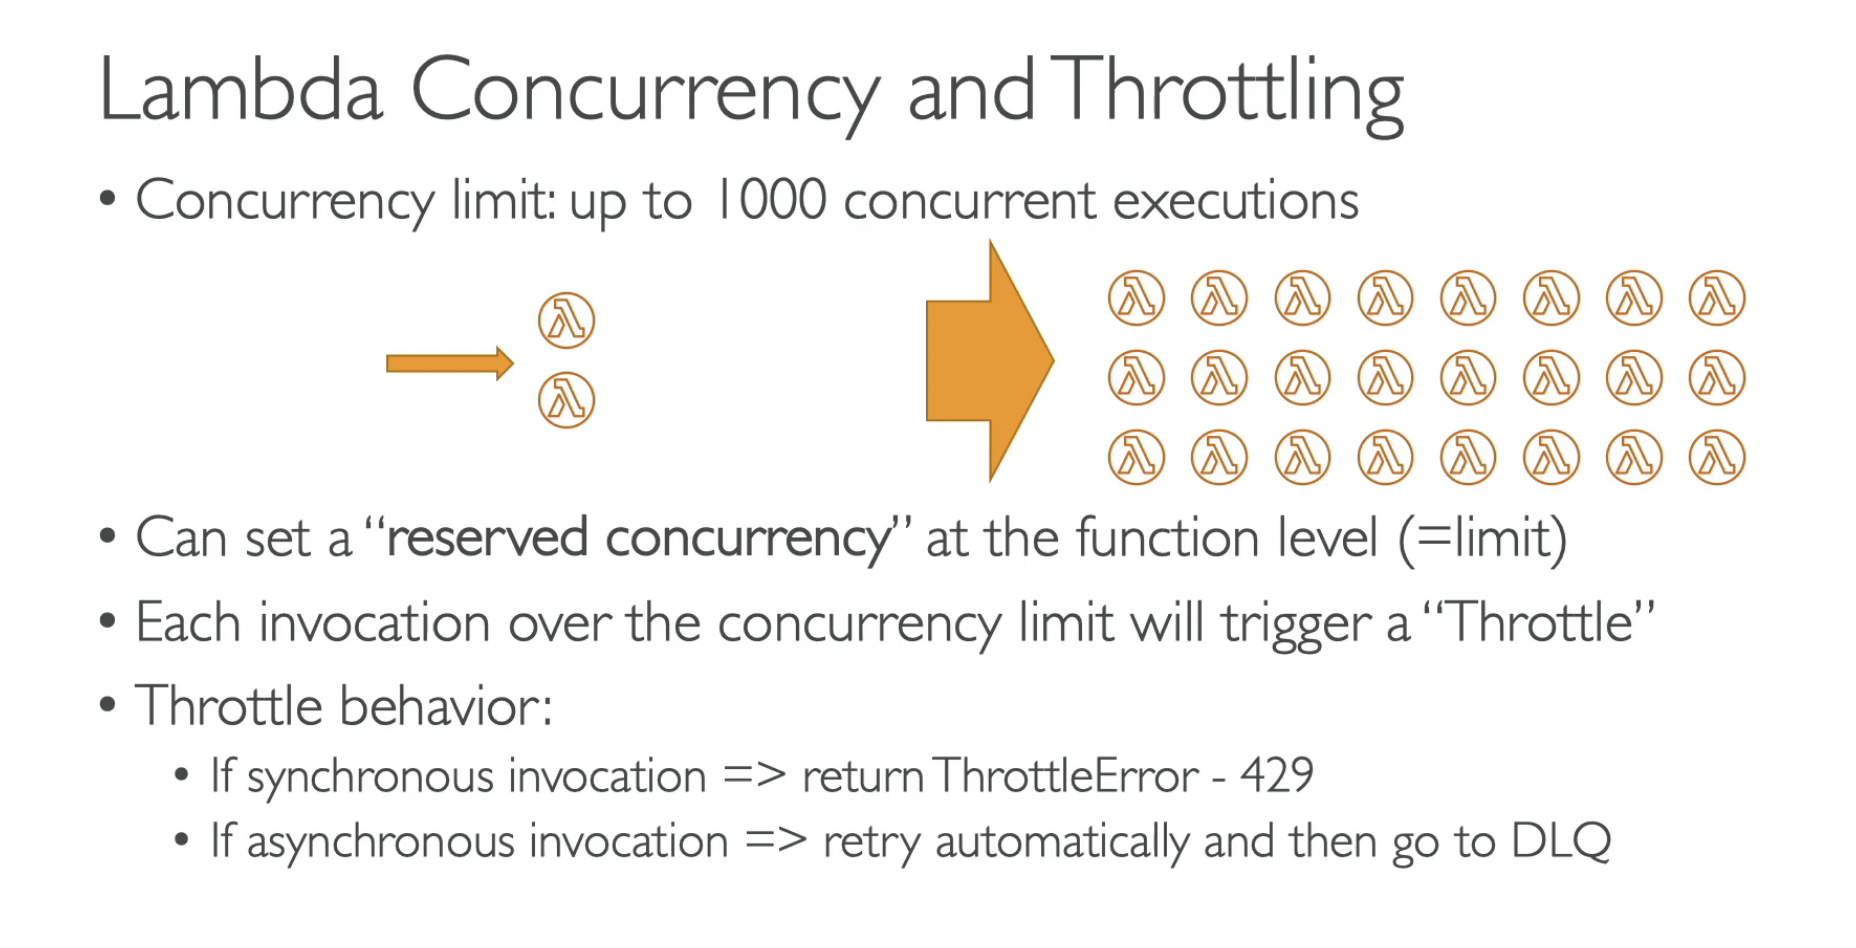 Lambda Concurrency and Throttling
• Concurrency limit: up to 1000 concurrent executions
• Can set a “reserved concurrency” at the function level (=limit)
• Each invocation over the concurrency limit will trigger a “Throttle”
• Throttle behavior:
• If synchronous invocation => return ThrottleError - 429
• If asynchronous invocation => retry automatically and then go to DLQ